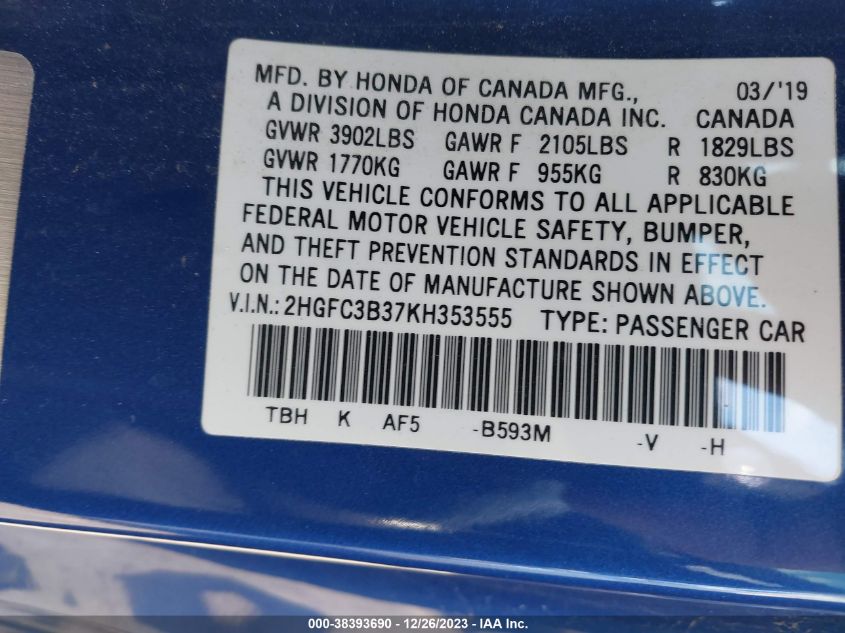 MFD. BY HONDA OF CANADA MFG., 03/'19
A DIVISION OF HONDA CANADA INC. CANADA
GVWR 3902LBS GAWR F 2105LBS R 1829LBS
GVWR 1770KG GAWR F 955KG R 830KG
THIS VEHICLE CONFORMS TO ALL APPLICABLE
FEDERAL MOTOR VEHICLE SAFETY, BUMPER,
AND THEFT PREVENTION STANDARDS IN EFFECT
ON THE DATE OF MANUFACTURE SHOWN ABOVE.
V.I.N.: 2HGFC3B37KH353555 TYPE: PASSENGER CAR
TBH K AF5 -B593M -V -H
000-38393690 - 12/26/2023 - IAA Inc.